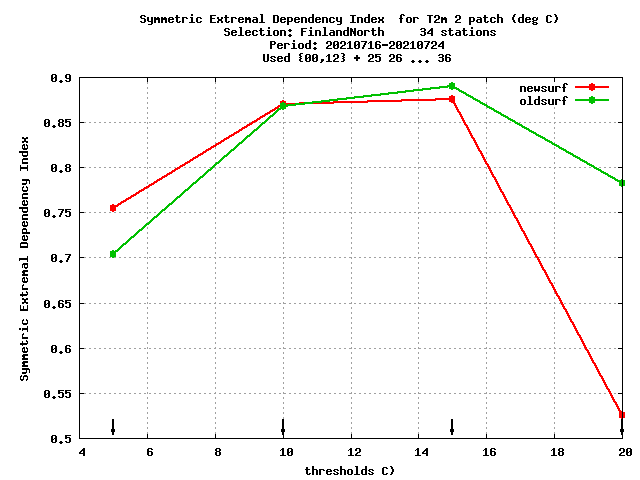 Symmetric Extremal Dependency Index  for T2m 2 patch (deg C)
Selection: FinlandNorth     34 stations
Period: 20210716-20210724
Used {00,12} + 25 26 ... 36
newsurf
oldsurf
Symmetric Extremal Dependency Index
0.9
0.85
0.8
0.75
0.7
0.65
0.6
0.55
0.5
4 6 8 10 12 14 16 18 20
thresholds C)